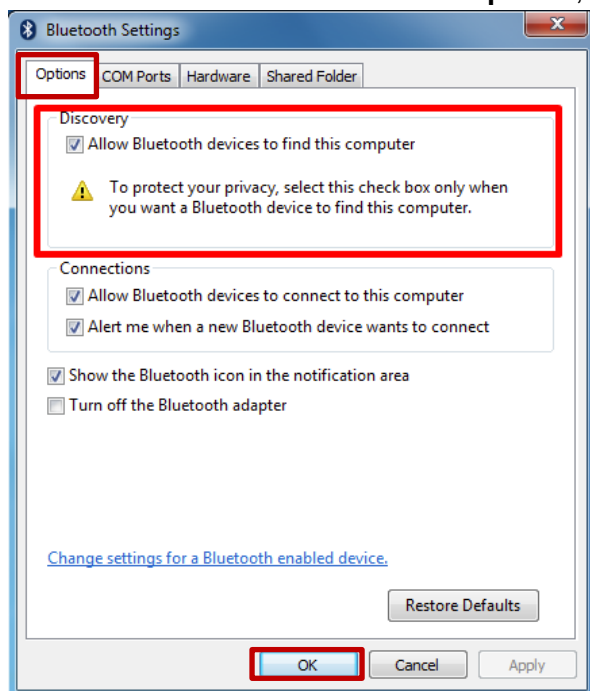 Bluetooth Settings
Options COM Ports Hardware Shared Folder
Discovery
Allow Bluetooth devices to find this computer
To protect your privacy, select this check box only when
you want a Bluetooth device to find this computer.
Connections
Allow Bluetooth devices to connect to this computer
Alert me when a new Bluetooth device wants to connect
Show the Bluetooth icon in the notification area
Turn off the Bluetooth adapter
Change settings for a Bluetooth enabled device.
Restore Defaults
OK Cancel Apply